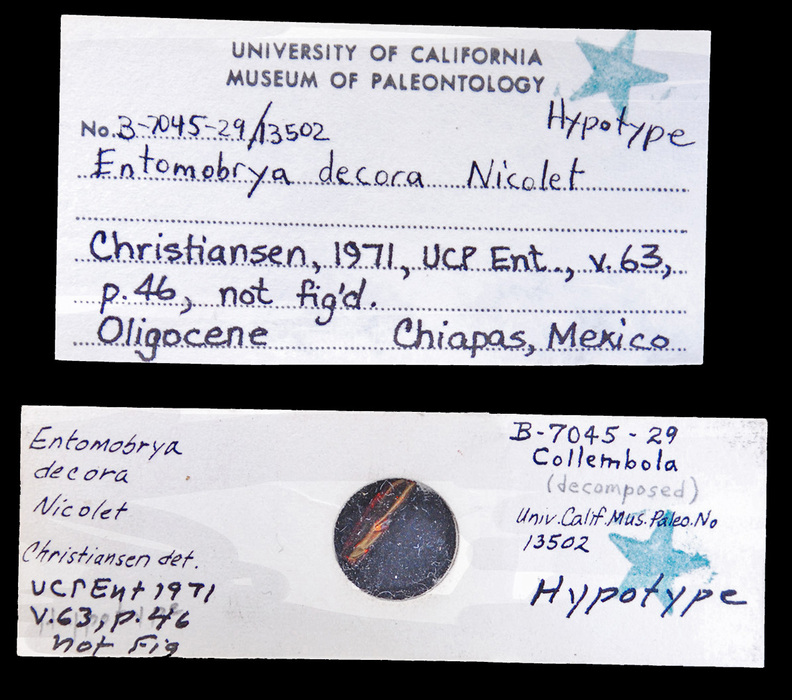 UNIVERSITY OF CALIFORNIA
MUSEUM OF PALEONTOLOGY
Hypotype
No. B-7045-29/13502
Entomobrya decora Nicolet
Christiansen, 1971, UCP Ent., v. 63,
p. 46, not fig'd.
Oligocene Chiapas, Mexico
Entomobrya
decora
Nicolet
Christiansen det.
UCP Ent 1971
V. 63, p. 46
not Fig
B-7045-29
Collembola
(decomposed)
Univ. Calif. Mus. Paleo. No
13502
Hypotype